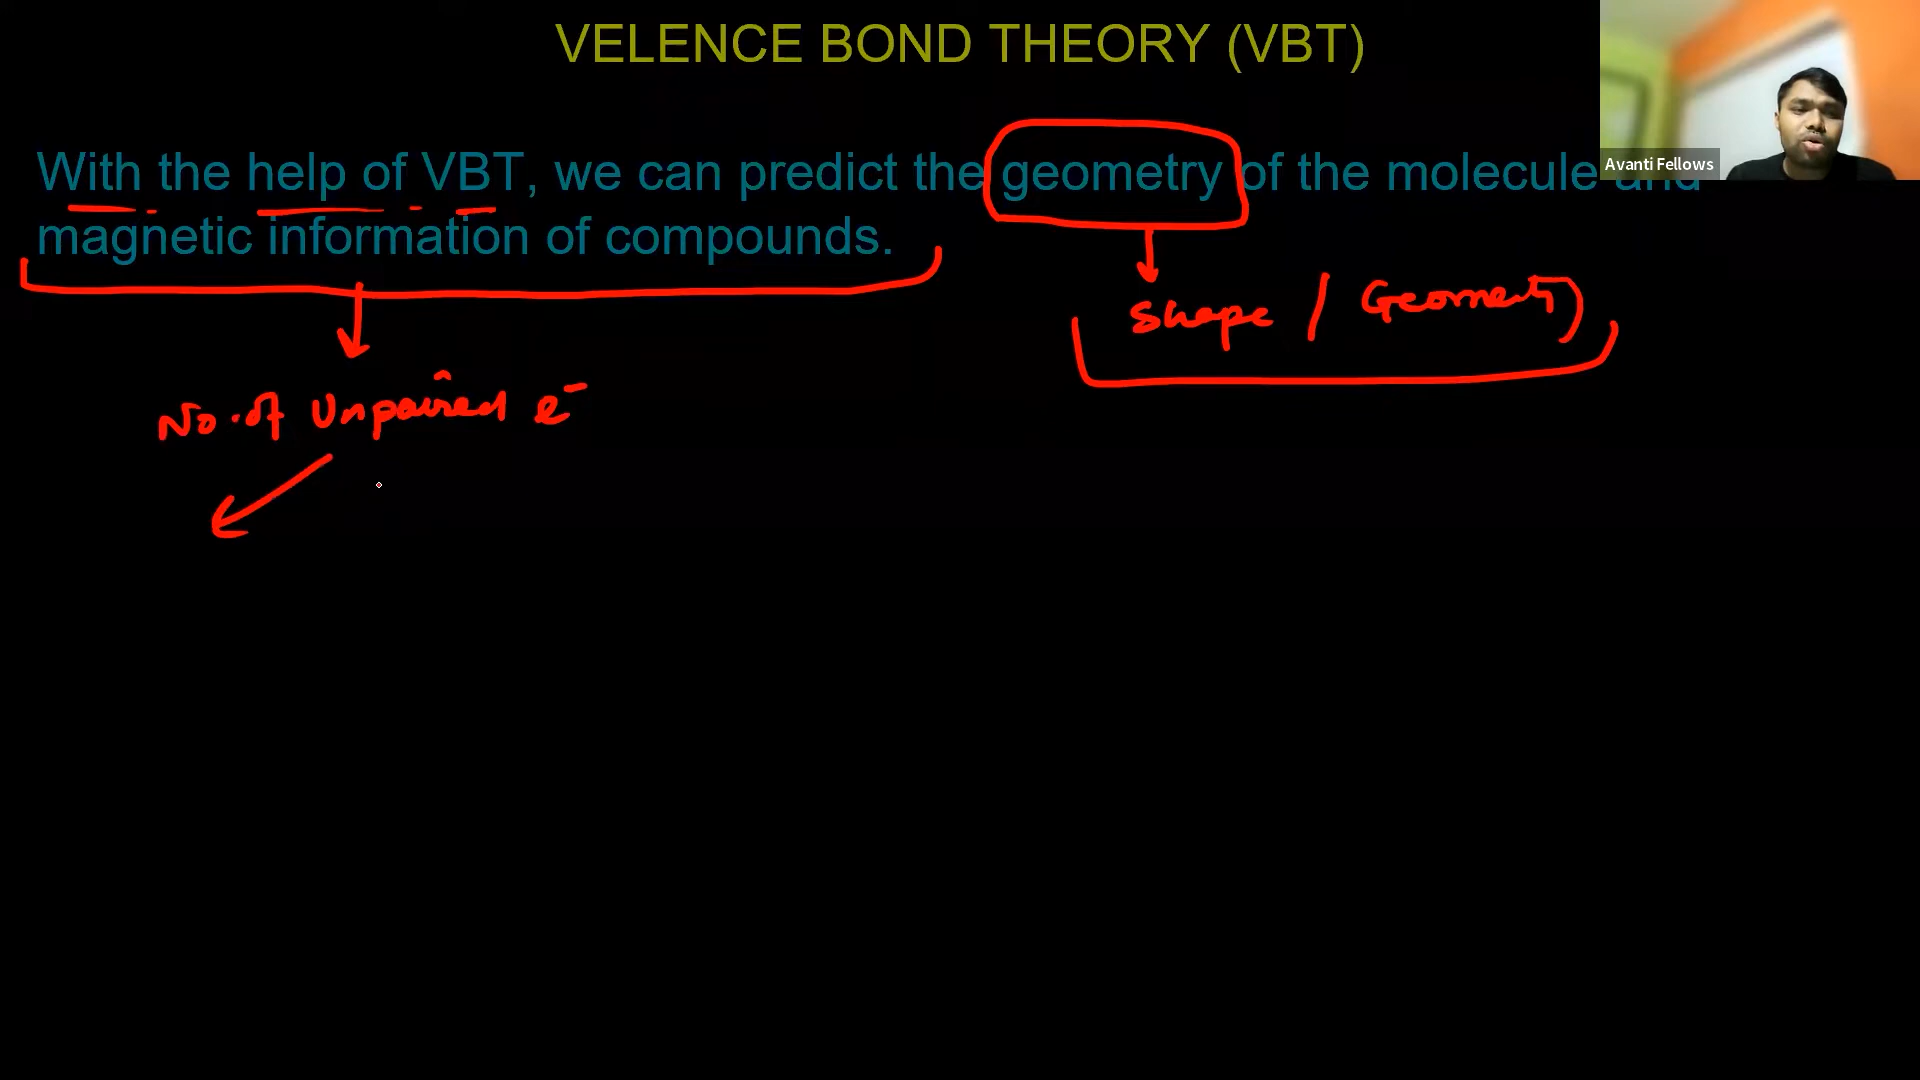 VELENCE BOND THEORY (VBT)
With the help of VBT, we can predict the geometry of the molecule and
magnetic information of compounds.
Avanti Fellows
Shape / Geometry
No. of Unpaired e⁻